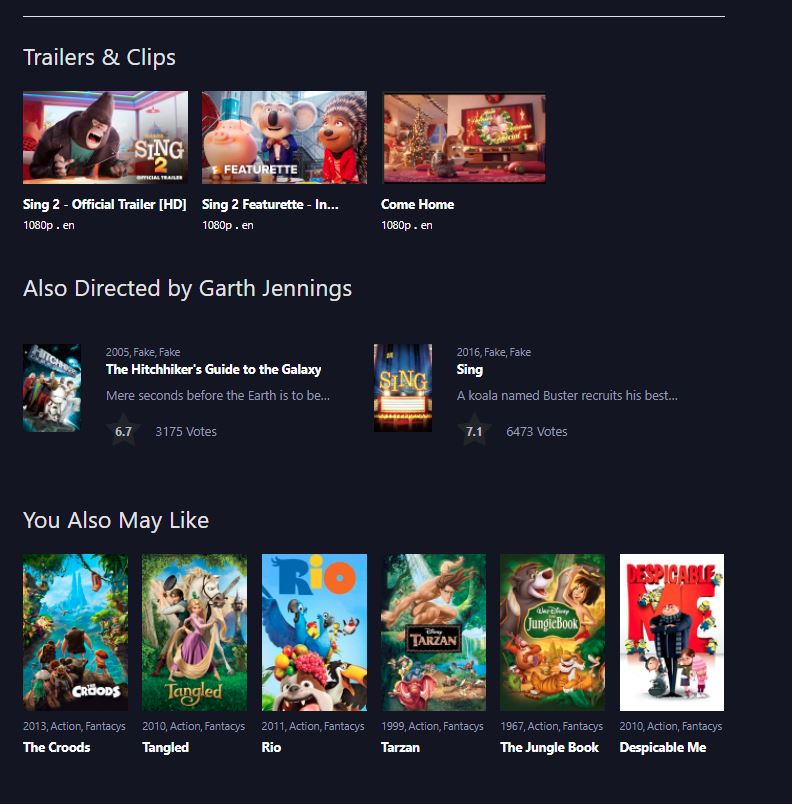 Trailers & Clips
SING
2
OFFICIAL TRAILER
FEATURETTE
Sing 2 - Official Trailer [HD]
Sing 2 Featurette - In...
Come Home
1080p . en
1080p . en
1080p . en
Also Directed by Garth Jennings
2005, Fake, Fake
The Hitchhiker's Guide to the Galaxy
Mere seconds before the Earth is to be...
6.7
3175 Votes
SING
2016, Fake, Fake
Sing
A koala named Buster recruits his best...
7.1
6473 Votes
You Also May Like
THE CROODS
Tangled
Rio
Disney
TARZAN
Walt Disney
The Jungle Book
DESPICABLE
ME
2013, Action, Fantacys
The Croods
2010, Action, Fantacys
Tangled
2011, Action, Fantacys
Rio
1999, Action, Fantacys
Tarzan
1967, Action, Fantacys
The Jungle Book
2010, Action, Fantacys
Despicable Me